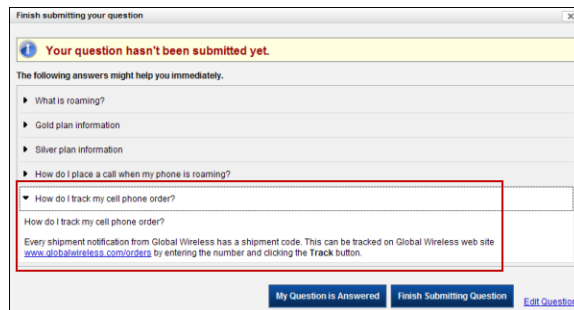 Finish submitting your question
Your question hasn't been submitted yet.
The following answers might help you immediately.
What is roaming?
Gold plan information
Silver plan information
How do I place a call when my phone is roaming?
How do I track my cell phone order?
How do I track my cell phone order?
Every shipment notification from Global Wireless has a shipment code. This can be tracked on Global Wireless web site
www.globalwireless.com/orders by entering the number and clicking the Track button.
My Question is Answered
Finish Submitting Question
Edit Question